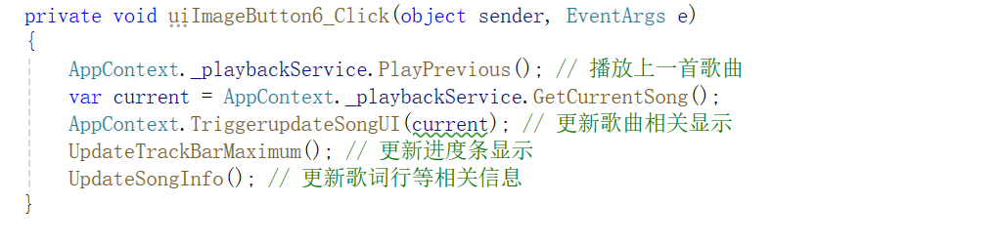 private void uiImageButton6_Click(object sender, EventArgs e)
{
AppContext._playbackService.PlayPrevious(); // 播放上一首歌曲
var current = AppContext._playbackService.GetCurrentSong();
AppContext.TriggerupdateSongUI(current); // 更新歌曲相关显示
UpdateTrackBarMaximum(); // 更新进度条显示
UpdateSongInfo(); // 更新歌词行等相关信息
}